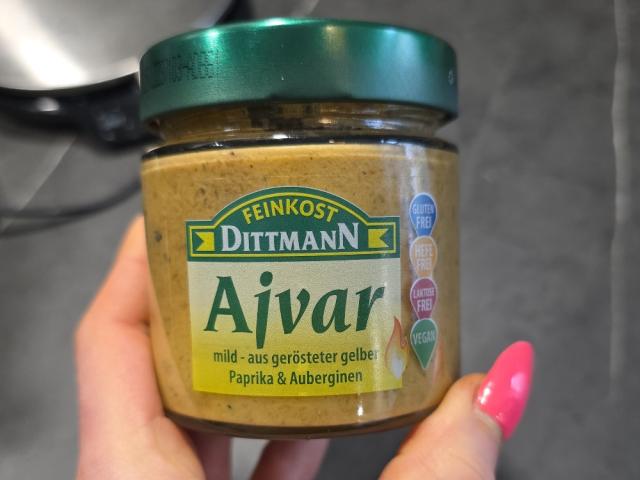 FEINKOST
DITTMANN
Ajvar
mild - aus gerösteter gelber
Paprika & Auberginen
GLUTEN
FREI
HEFE
FREI
LAKTOSE
FREI
VEGAN